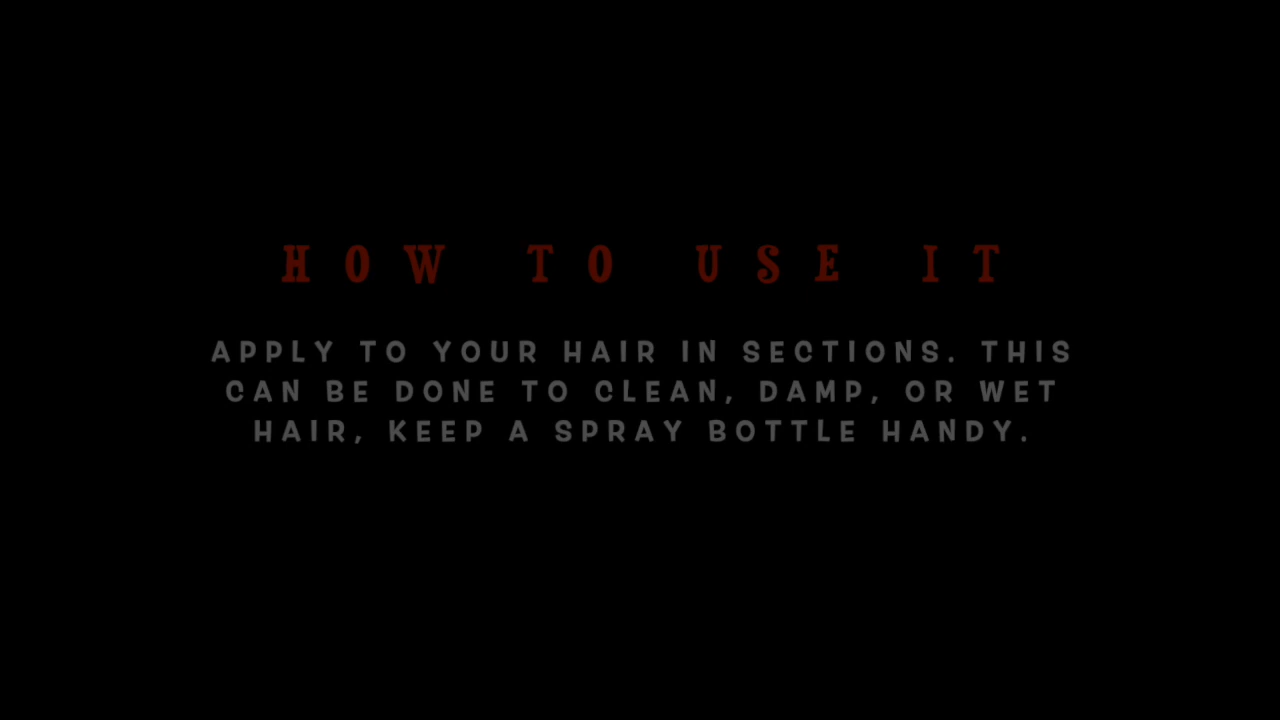 HOW TO USE IT
APPLY TO YOUR HAIR IN SECTIONS. THIS
CAN BE DONE TO CLEAN, DAMP, OR WET
HAIR, KEEP A SPRAY BOTTLE HANDY.